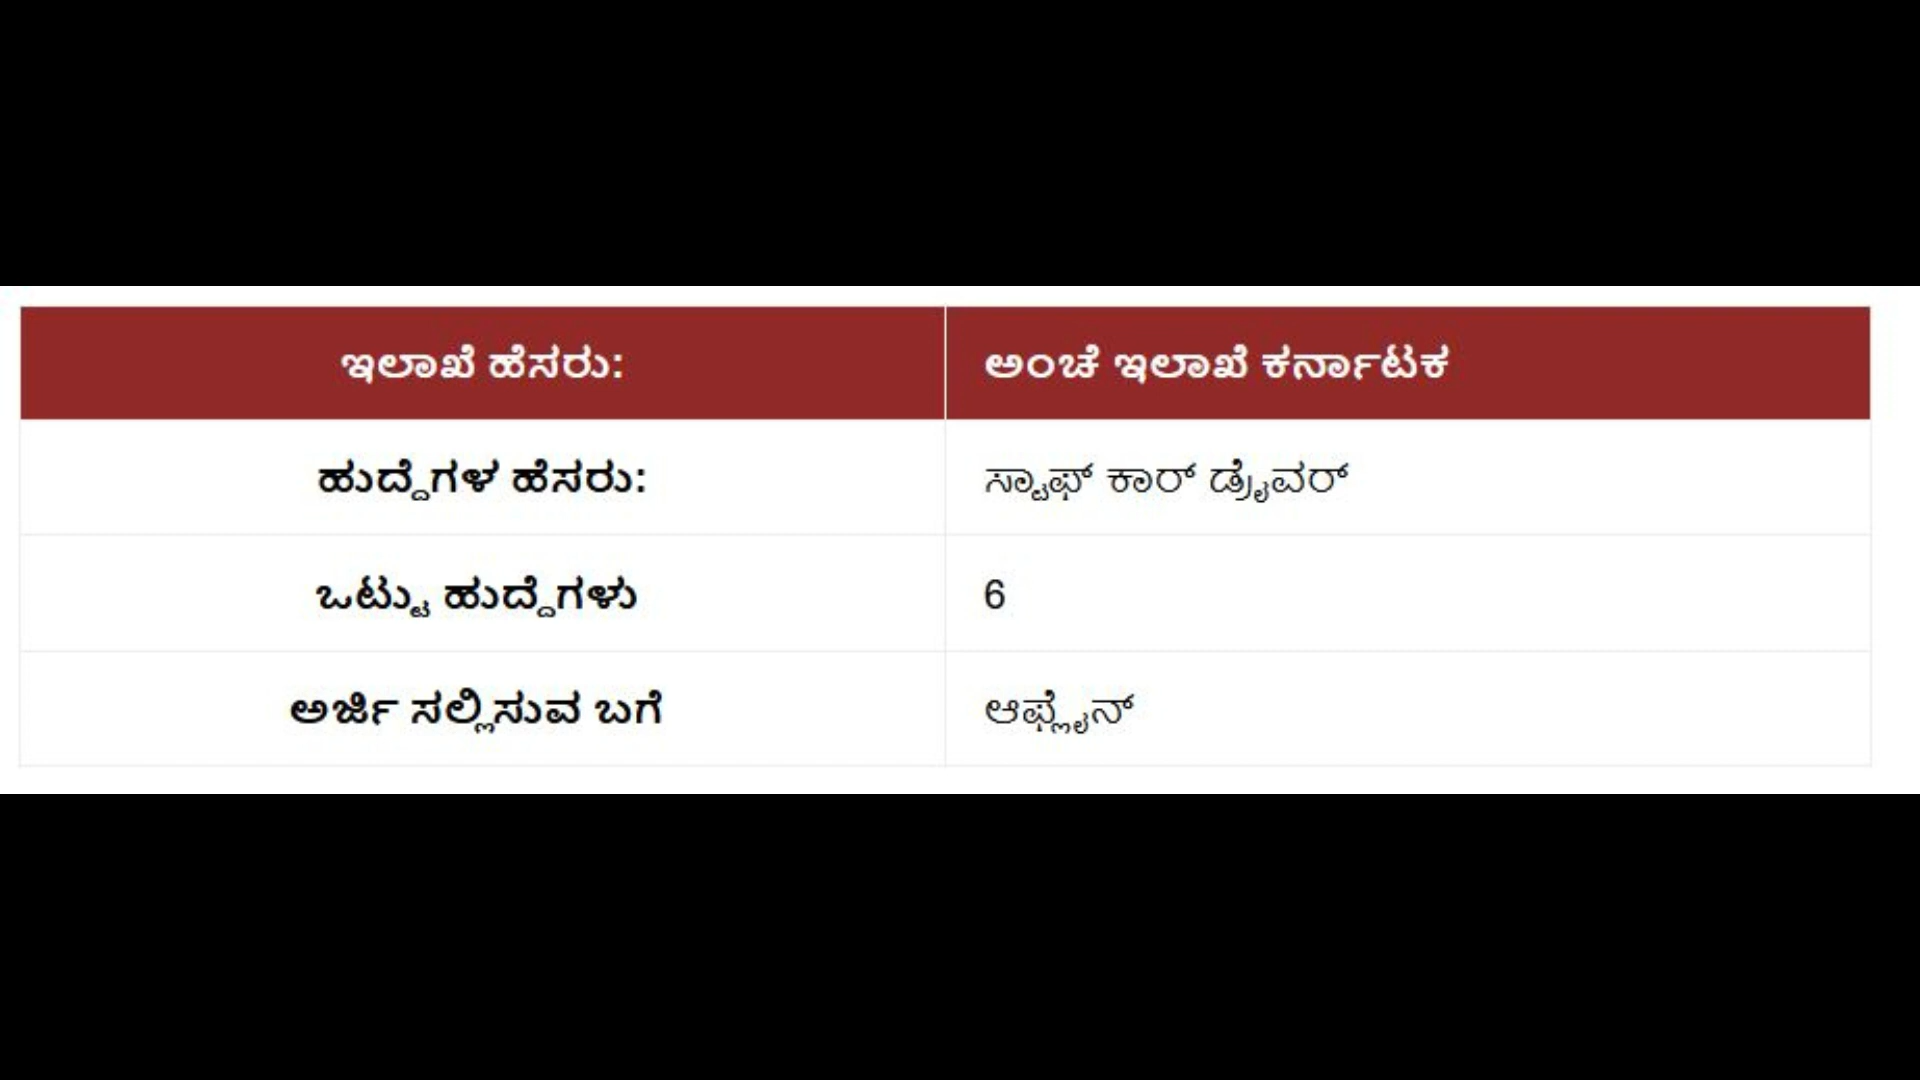 ಇಲಾಖೆ ಹೆಸರು: ಅಂಚೆ ಇಲಾಖೆ ಕರ್ನಾಟಕ
ಹುದ್ದೆಗಳ ಹೆಸರು: ಸ್ಟಾಫ್ ಕಾರ್ ಡ್ರೈವರ್
ಒಟ್ಟು ಹುದ್ದೆಗಳು 6
ಅರ್ಜಿ ಸಲ್ಲಿಸುವ ಬಗೆ ಆಫ್ಲೈನ್